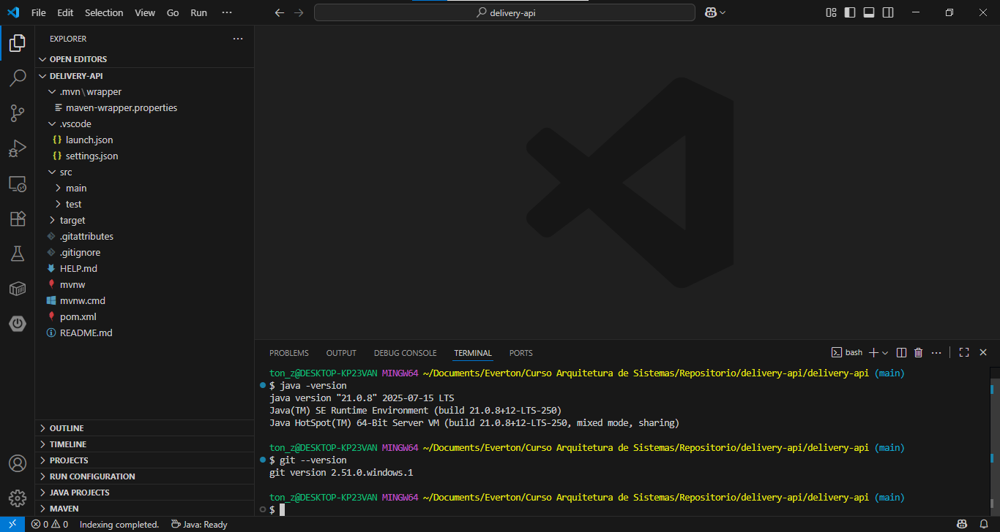 File Edit Selection View Go Run ···
delivery-api
EXPLORER ···
OPEN EDITORS
DELIVERY-API
.mvn\wrapper
maven-wrapper.properties
.vscode
{} launch.json
{} settings.json
src
main
test
target
.gitattributes
.gitignore
HELP.md
mvnw
mvnw.cmd
pom.xml
README.md
OUTLINE
TIMELINE
PROJECTS
RUN CONFIGURATION
JAVA PROJECTS
MAVEN
PROBLEMS OUTPUT DEBUG CONSOLE TERMINAL PORTS bash ···
ton_z@DESKTOP-KP23VAN MINGW64 ~/Documents/Everton/Curso Arquitetura de Sistemas/Repositorio/delivery-api/delivery-api (main)
$ java -version
java version "21.0.8" 2025-07-15 LTS
Java(TM) SE Runtime Environment (build 21.0.8+12-LTS-250)
Java HotSpot(TM) 64-Bit Server VM (build 21.0.8+12-LTS-250, mixed mode, sharing)
ton_z@DESKTOP-KP23VAN MINGW64 ~/Documents/Everton/Curso Arquitetura de Sistemas/Repositorio/delivery-api/delivery-api (main)
$ git --version
git version 2.51.0.windows.1
ton_z@DESKTOP-KP23VAN MINGW64 ~/Documents/Everton/Curso Arquitetura de Sistemas/Repositorio/delivery-api/delivery-api (main)
$
0 0 Indexing completed. Java: Ready